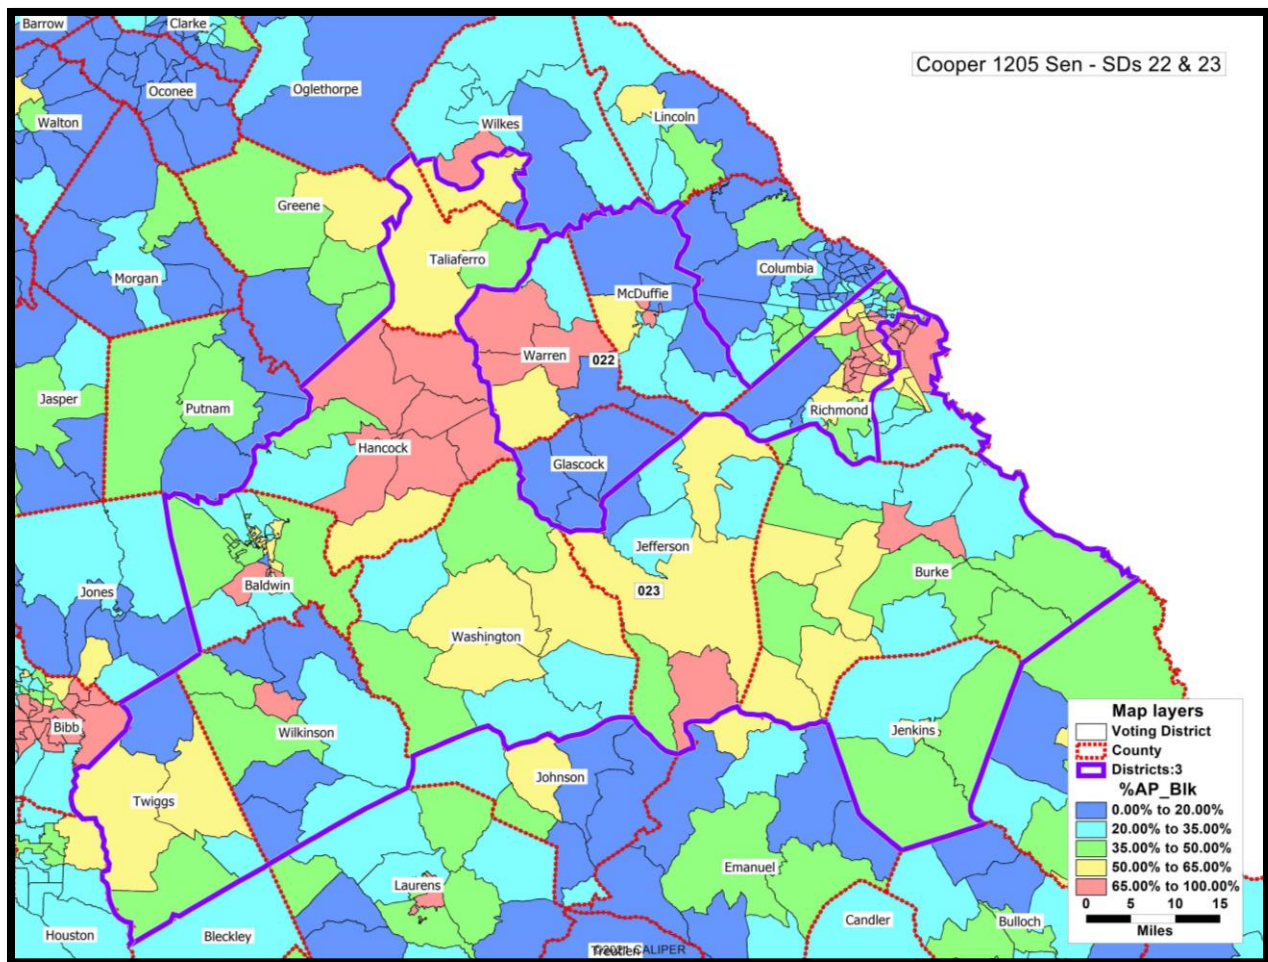 Barrow
Clarke
Cooper 1205 Sen - SDs 22 & 23
Oconee
Oglethorpe
Walton
Wilkes
Lincoln
Greene
Taliaferro
Morgan
Columbia
McDuffie
Warren
022
Jasper
Putnam
Richmond
Hancock
Glascock
Jefferson
Burke
Baldwin
Jones
023
Washington
Bibb
Wilkinson
Jenkins
Johnson
Twiggs
Emanuel
Laurens
Candler
Bulloch
Houston
Bleckley
Treutlen
©2021 CALIPER
Map layers
Voting District
County
Districts:3
%AP_Blk
0.00% to 20.00%
20.00% to 35.00%
35.00% to 50.00%
50.00% to 65.00%
65.00% to 100.00%
0 5 10 15
Miles